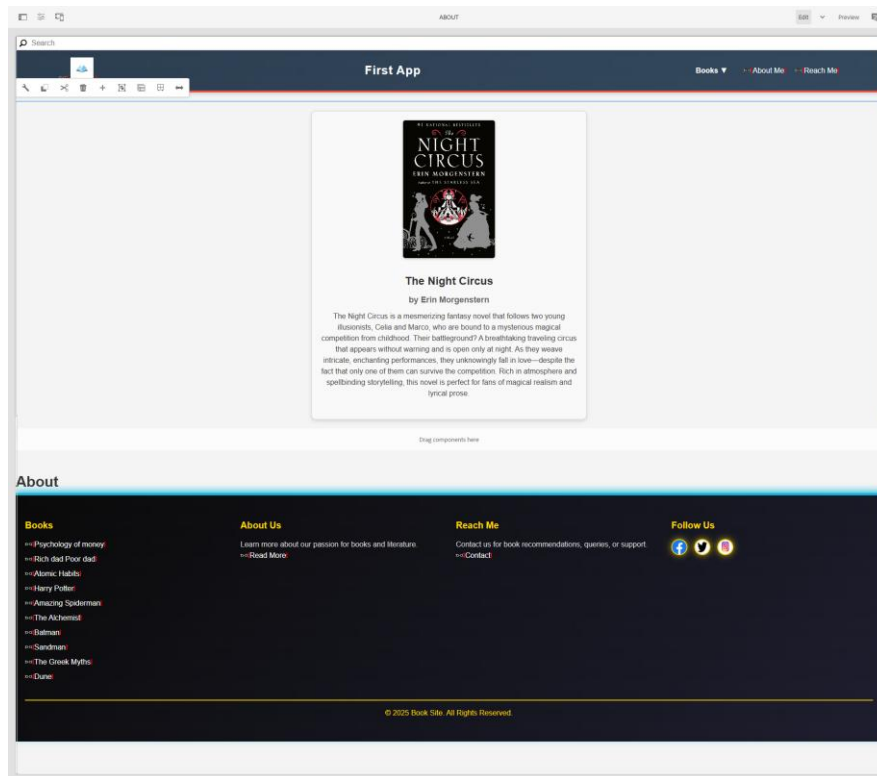 ABOUT
Edit
Preview
Search
First App
Books ▼
About Me
Reach Me
#1 NATIONAL BESTSELLER
The
NIGHT
CIRCUS
ERIN MORGENSTERN
The Night Circus
by Erin Morgenstern
The Night Circus is a mesmerizing fantasy novel that follows two young
illusionists, Celia and Marco, who are bound to a mysterious magical
competition from childhood. Their battleground? A breathtaking traveling circus
that appears without warning and is open only at night. As they weave
intricate, enchanting performances, they unknowingly fall in love—despite the
fact that only one of them can survive the competition. Rich in atmosphere and
spellbinding storytelling, this novel is perfect for fans of magical realism and
lyrical prose.
Drag components here
About
Books
Psychology of money
Rich dad Poor dad
Atomic Habits
Harry Potter
Amazing Spiderman
The Alchemist
Batman
Sandman
The Greek Myths
Dune
About Us
Learn more about our passion for books and literature.
Read More
Reach Me
Contact us for book recommendations, queries, or support.
Contact
Follow Us
© 2025 Book Site. All Rights Reserved.